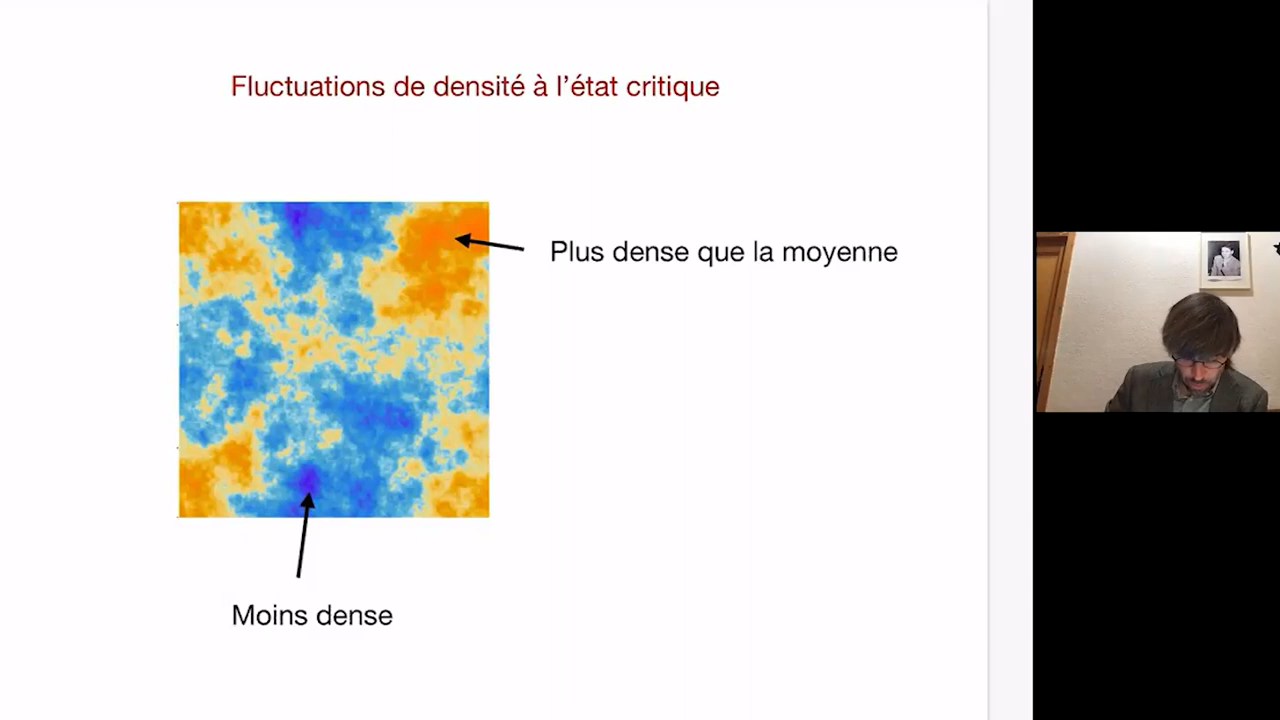 Fluctuations de densité à l’état critique
Plus dense que la moyenne
Moins dense